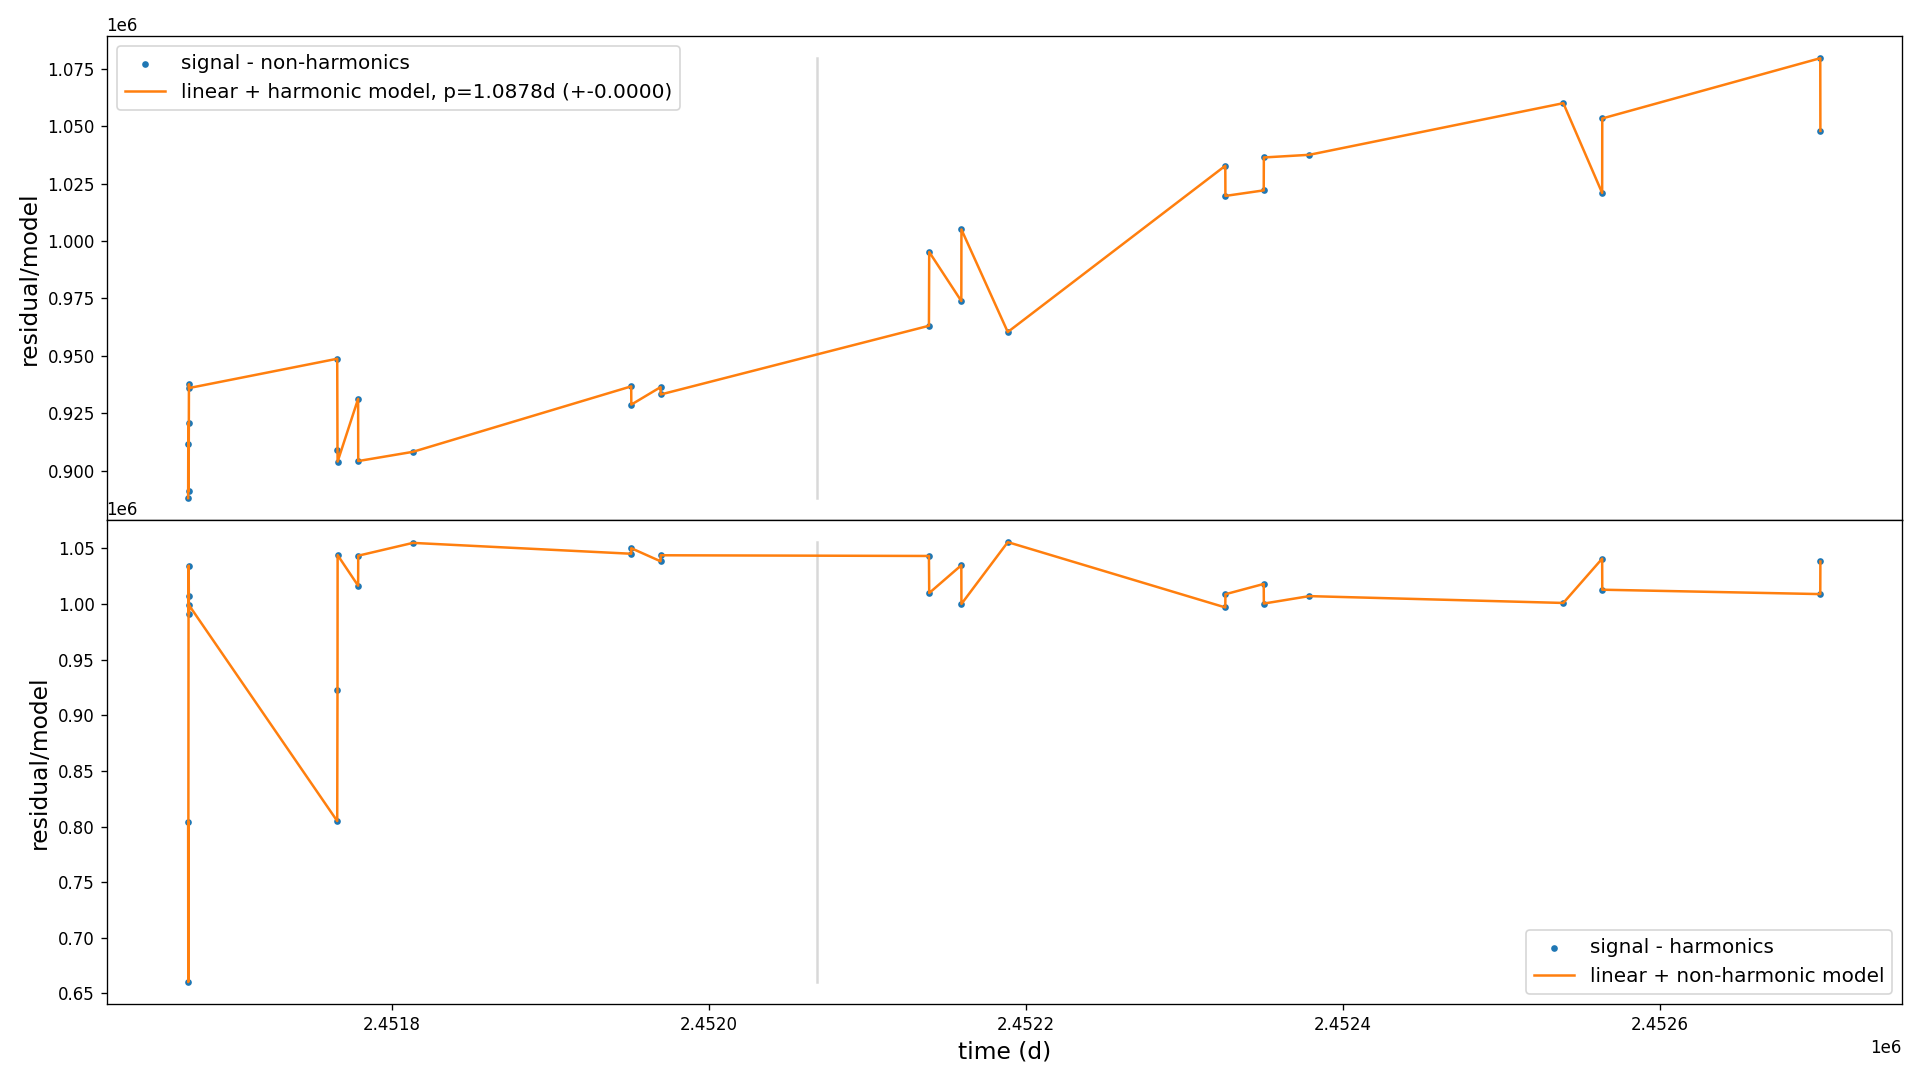 1e6
signal - non-harmonics
linear + harmonic model, p=1.0878d (+-0.0000)
1.075
1.050
1.025
1.000
0.975
0.950
0.925
0.900
residual/model
1e6
1.05
1.00
0.95
0.90
0.85
0.80
0.75
0.70
0.65
residual/model
signal - harmonics
linear + non-harmonic model
2.4518
2.4520
2.4522
2.4524
2.4526
1e6
time (d)